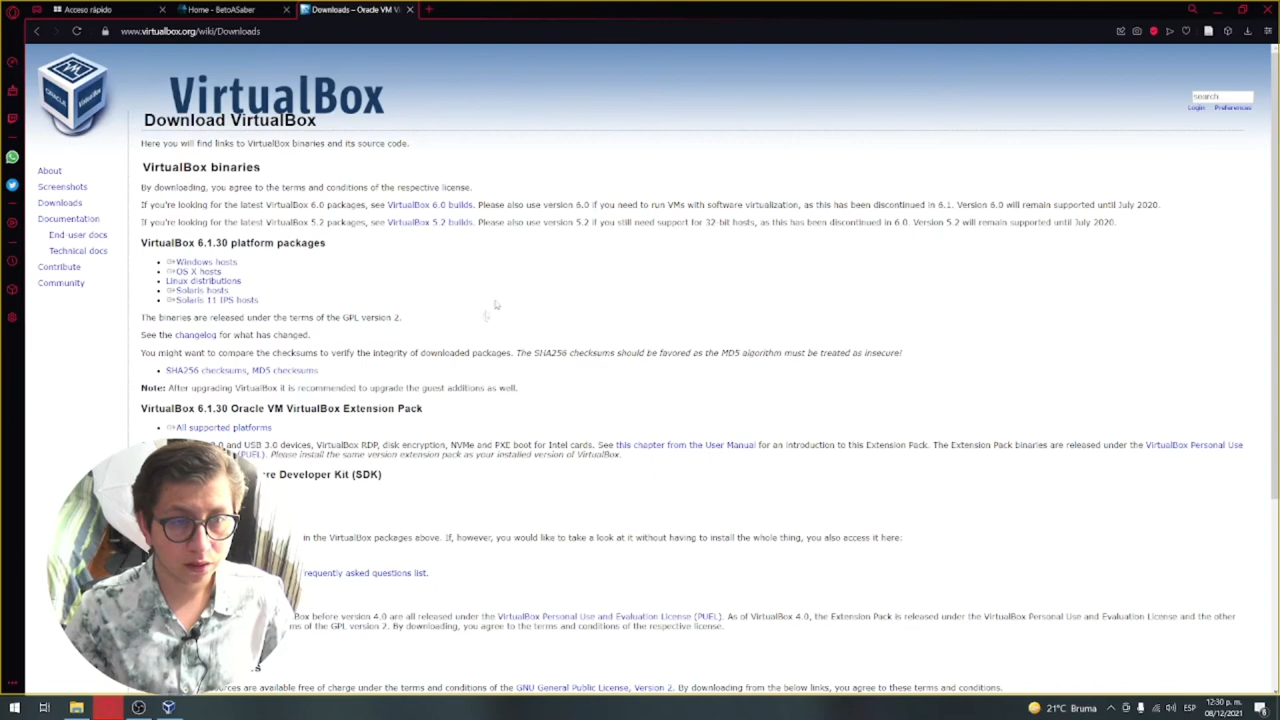 Acceso rápido
Home - BetoASaber
Downloads – Oracle VM Vi
www.virtualbox.org/wiki/Downloads
ORACLE
VirtualBox
VirtualBox
search...
Login Preferences
Download VirtualBox
Here you will find links to VirtualBox binaries and its source code.
About
Screenshots
Downloads
Documentation
End-user docs
Technical docs
Contribute
Community
VirtualBox binaries
By downloading, you agree to the terms and conditions of the respective license.
If you're looking for the latest VirtualBox 6.0 packages, see VirtualBox 6.0 builds. Please also use version 6.0 if you need to run VMs with software virtualization, as this has been discontinued in 6.1. Version 6.0 will remain supported until July 2020.
If you're looking for the latest VirtualBox 5.2 packages, see VirtualBox 5.2 builds. Please also use version 5.2 if you still need support for 32-bit hosts, as this has been discontinued in 6.0. Version 5.2 will remain supported until July 2020.
VirtualBox 6.1.30 platform packages
Windows hosts
OS X hosts
Linux distributions
Solaris hosts
Solaris 11 IPS hosts
The binaries are released under the terms of the GPL version 2.
See the changelog for what has changed.
You might want to compare the checksums to verify the integrity of downloaded packages. The SHA256 checksums should be favored as the MD5 algorithm must be treated as insecure!
SHA256 checksums, MD5 checksums
Note: After upgrading VirtualBox it is recommended to upgrade the guest additions as well.
VirtualBox 6.1.30 Oracle VM VirtualBox Extension Pack
All supported platforms
and USB 3.0 devices, VirtualBox RDP, disk encryption, NVMe and PXE boot for Intel cards. See this chapter from the User Manual for an introduction to this Extension Pack. The Extension Pack binaries are released under the VirtualBox Personal Use
(PUEL). Please install the same version extension pack as your installed version of VirtualBox.
re Developer Kit (SDK)
in the VirtualBox packages above. If, however, you would like to take a look at it without having to install the whole thing, you also access it here:
requently asked questions list.
Box before version 4.0 are all released under the VirtualBox Personal Use and Evaluation License (PUEL). As of VirtualBox 4.0, the Extension Pack is released under the VirtualBox Personal Use and Evaluation License and the other
ms of the GPL version 2. By downloading, you agree to the terms and conditions of the respective license.
s
ources are available free of charge under the terms and conditions of the GNU General Public License, Version 2. By downloading from the below links, you agree to these terms and conditions.
21°C Bruma
ESP
12:30 p. m.
08/12/2021
6